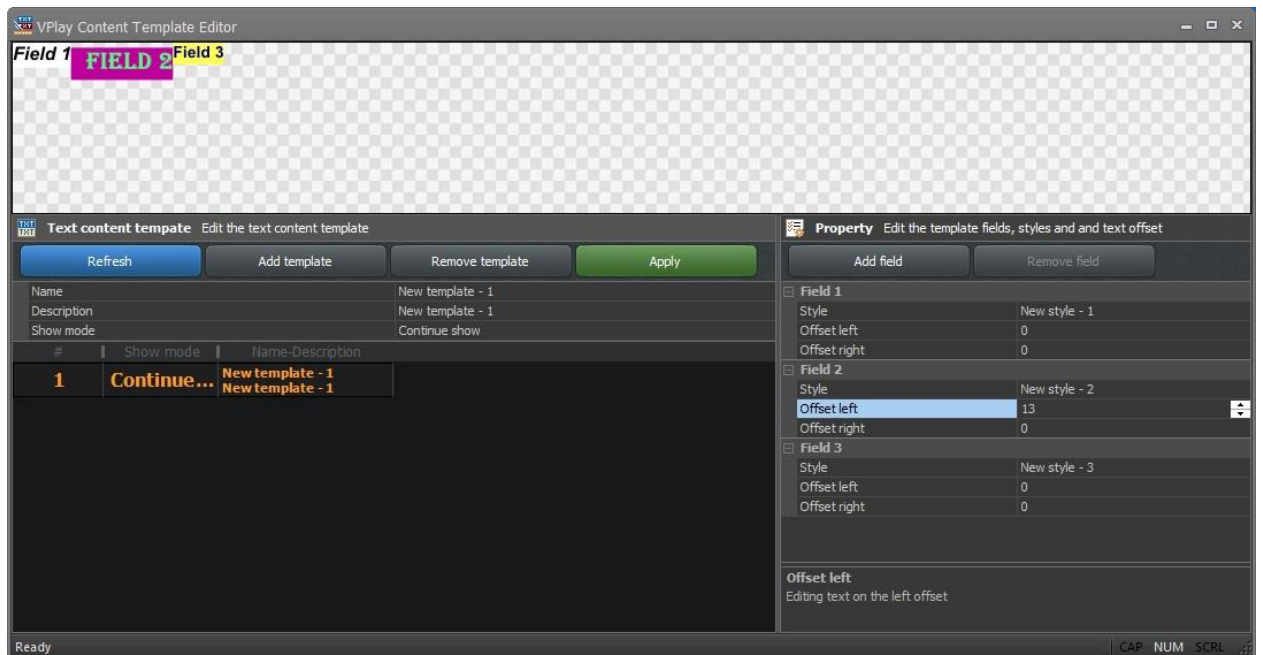 VPlay Content Template Editor
Field 1 FIELD 2 Field 3
Text content tempate Edit the text content template
Refresh Add template Remove template Apply
Name New template - 1
Description New template - 1
Show mode Continue show
# Show mode Name-Description
1 Continue... New template - 1
New template - 1
Property Edit the template fields, styles and and text offset
Add field Remove field
Field 1
Style New style - 1
Offset left 0
Offset right 0
Field 2
Style New style - 2
Offset left 13
Offset right 0
Field 3
Style New style - 3
Offset left 0
Offset right 0
Offset left
Editing text on the left offset
Ready CAP NUM SCRL